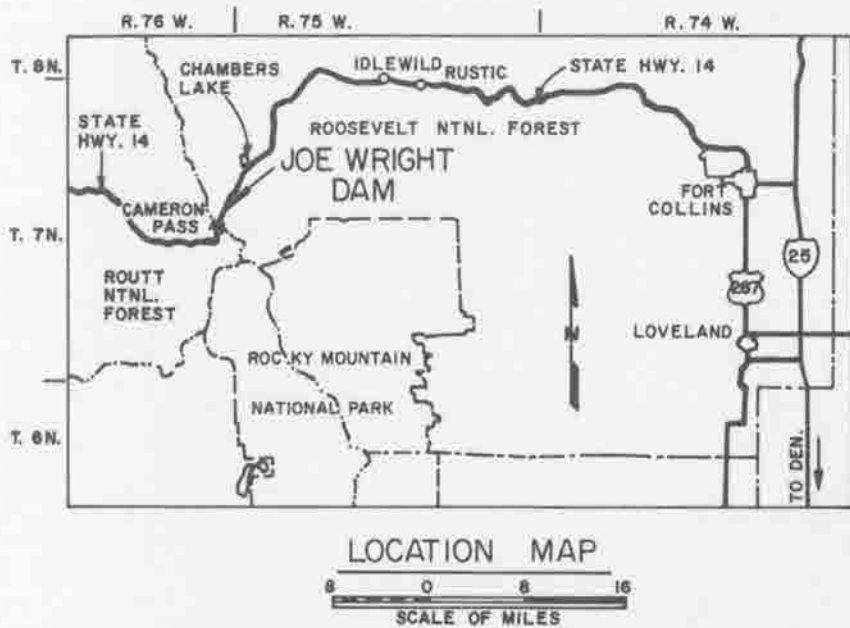 R. 76 W.
R. 75 W.
R. 74 W.
T. 8N.
IDLEWILD
RUSTIC
STATE HWY. 14
CHAMBERS
LAKE
STATE
HWY. 14
ROOSEVELT NTNL. FOREST
JOE WRIGHT
DAM
FORT
COLLINS
CAMERON
PASS
T. 7N.
25
ROUTT
NTNL.
FOREST
287
N
LOVELAND
ROCKY MOUNTAIN
NATIONAL PARK
T. 6N.
TO DEN.
LOCATION MAP
8 0 8 16
SCALE OF MILES